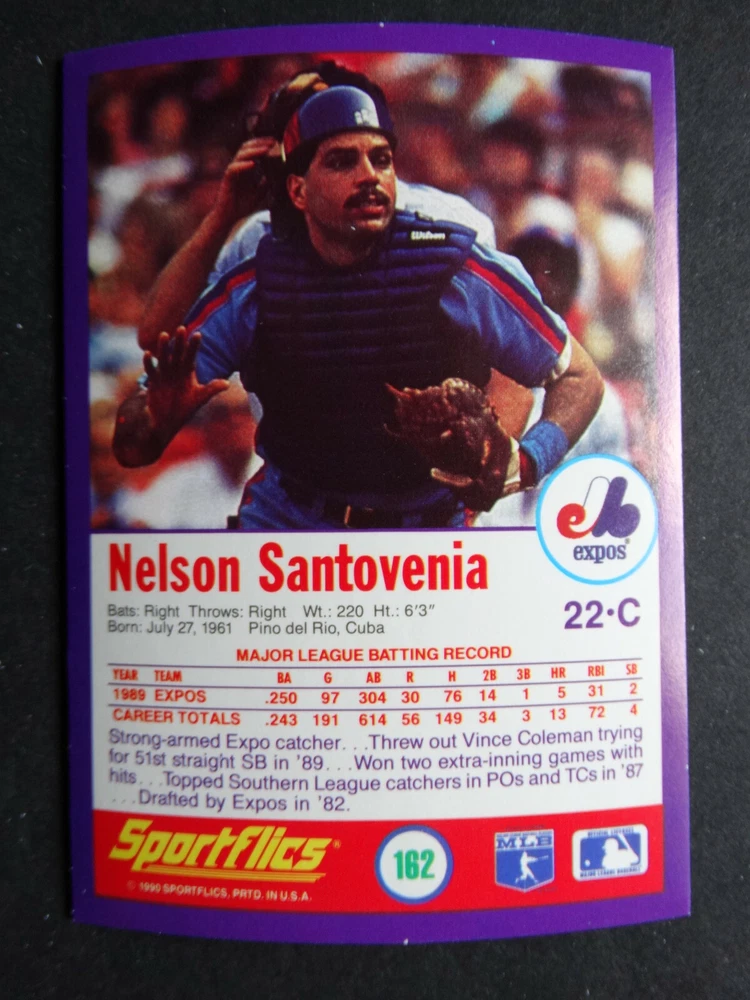 Wilson
expos
Nelson Santovenia
22·C
Bats: Right Throws: Right Wt.: 220 Ht.: 6'3"
Born: July 27, 1961 Pino del Rio, Cuba
MAJOR LEAGUE BATTING RECORD
YEAR TEAM BA G AB R H 2B 3B HR RBI SB
1989 EXPOS .250 97 304 30 76 14 1 5 31 2
CAREER TOTALS .243 191 614 56 149 34 3 13 72 4
Strong-armed Expo catcher...Threw out Vince Coleman trying
for 51st straight SB in '89...Won two extra-inning games with
hits...Topped Southern League catchers in POs and TCs in '87
...Drafted by Expos in '82.
Sportflics®
162
MLB
© 1990 SPORTFLICS, PRTD. IN U.S.A.